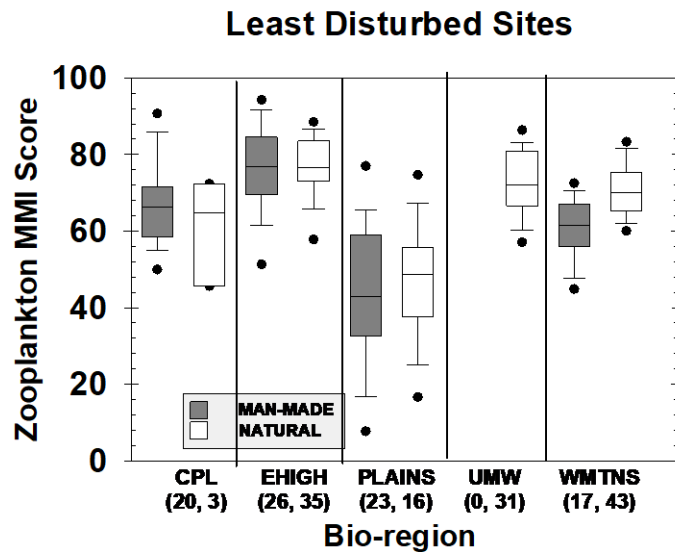 Least Disturbed Sites
Zooplankton MMI Score
100
80
60
40
20
0
MAN-MADE
NATURAL
CPL EHIGH PLAINS UMW WMTNS
(20, 3) (26, 35) (23, 16) (0, 31) (17, 43)
Bio-region